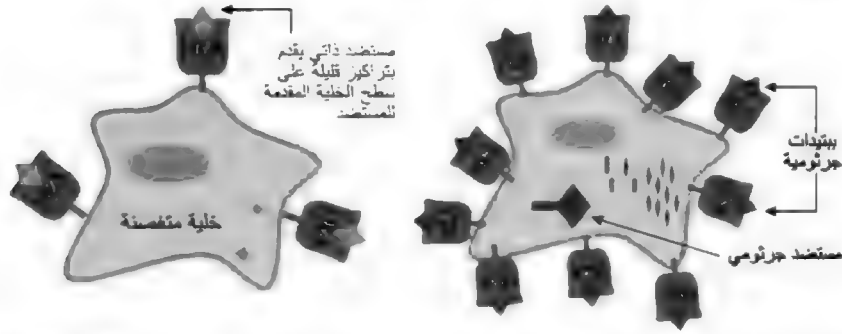 مستضد ذاتي يقدم
بتراكيز قليلة على
سطح الخلية المقدمة
للمستضد
خلية متغصنة
ببتيدات
جرثومية
مستضد جرثومي